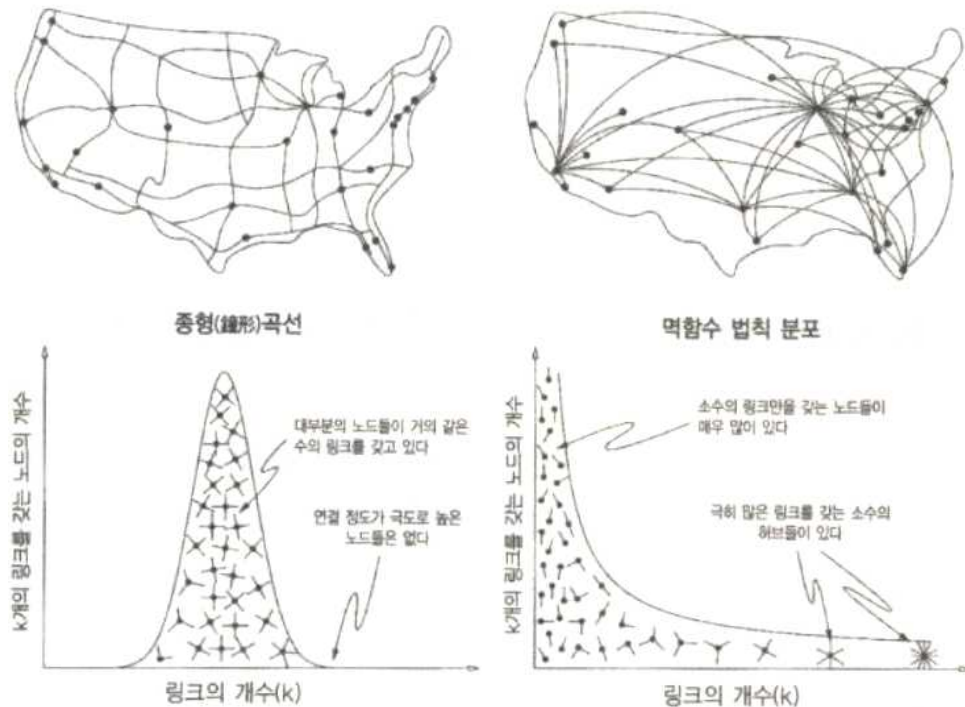 종형(鐘形)곡선
k개의 링크를 갖는 노드의 개수
대부분의 노드들이 거의 같은
수의 링크를 갖고 있다
연결 정도가 극도로 높은
노드들은 없다
링크의 개수(k)
멱함수 법칙 분포
k개의 링크를 갖는 노드의 개수
소수의 링크만을 갖는 노드들이
매우 많이 있다
극히 많은 링크를 갖는 소수의
허브들이 있다
링크의 개수(k)